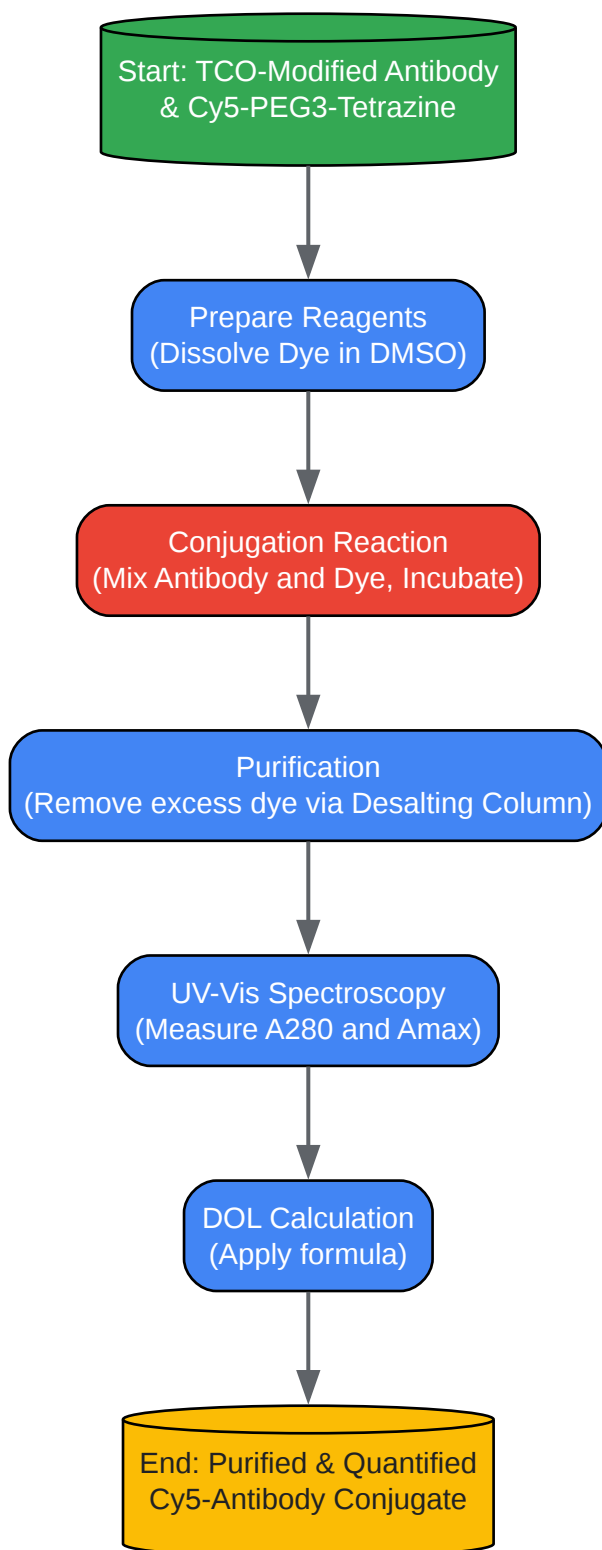 Start: TCO-Modified Antibody
& Cy5-PEG3-Tetrazine
Prepare Reagents
(Dissolve Dye in DMSO)
Conjugation Reaction
(Mix Antibody and Dye, Incubate)
Purification
(Remove excess dye via Desalting Column)
UV-Vis Spectroscopy
(Measure A280 and Amax)
DOL Calculation
(Apply formula)
End: Purified & Quantified
Cy5-Antibody Conjugate